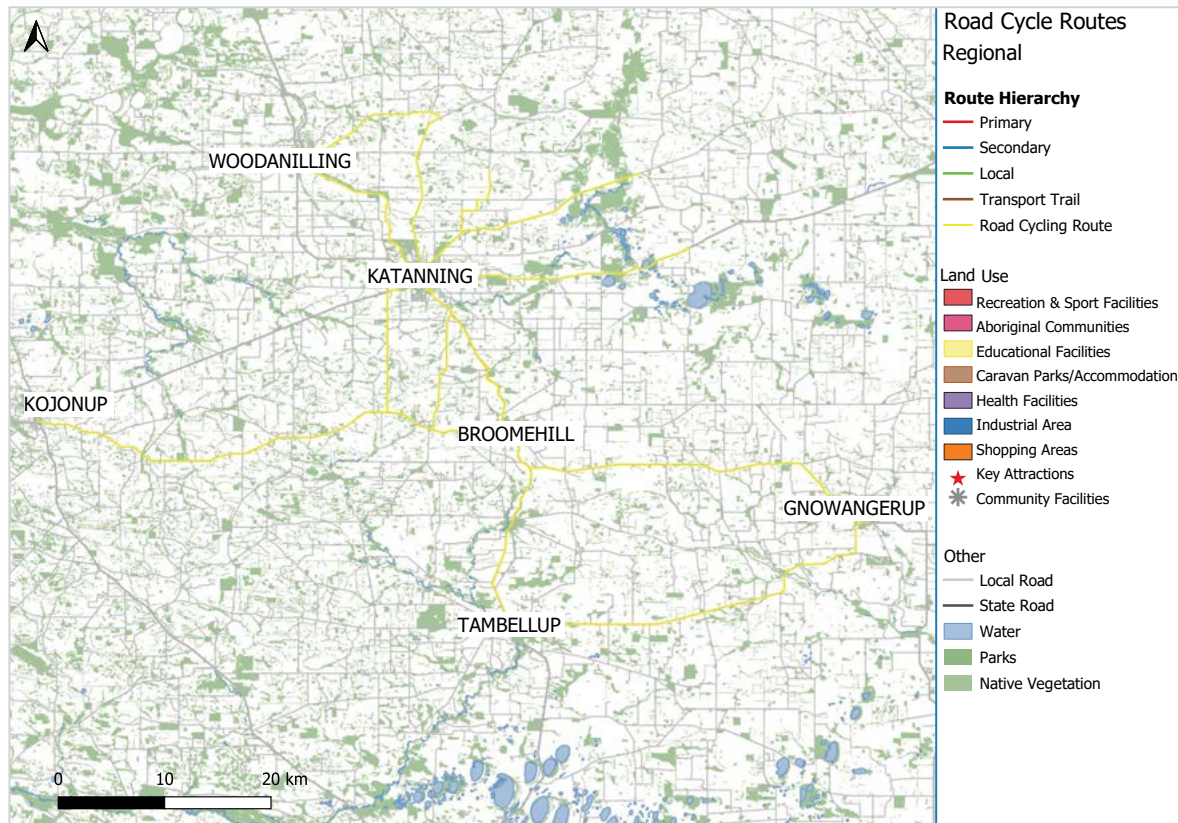 WOODANILLING
KATANNING
KOJONUP
BROOMEHILL
GNOWANGERUP
TAMBELLUP
0 10 20 km
Road Cycle Routes
Regional
Route Hierarchy
Primary
Secondary
Local
Transport Trail
Road Cycling Route
Land Use
Recreation & Sport Facilities
Aboriginal Communities
Educational Facilities
Caravan Parks/Accommodation
Health Facilities
Industrial Area
Shopping Areas
Key Attractions
Community Facilities
Other
Local Road
State Road
Water
Parks
Native Vegetation